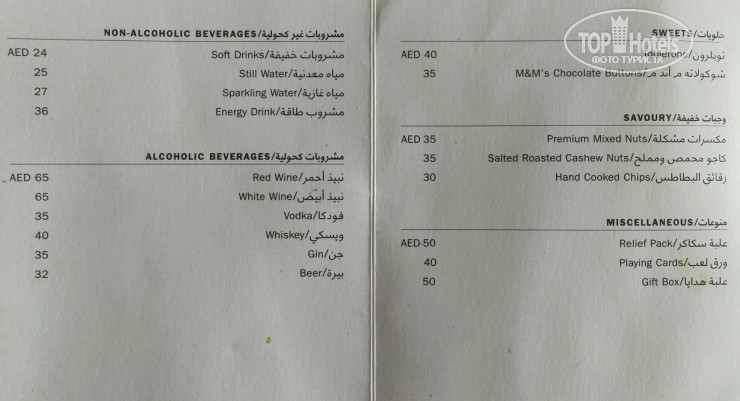 NON-ALCOHOLIC BEVERAGES/مشروبات غير كحولية
AED 24 Soft Drinks/مشروبات خفيفة
25 Still Water/مياه معدنية
27 Sparkling Water/مياه غازية
36 Energy Drink/مشروب طاقة
ALCOHOLIC BEVERAGES/مشروبات كحولية
AED 65 Red Wine/نبيذ أحمر
65 White Wine/نبيذ أبيض
35 Vodka/فودكا
40 Whiskey/ويسكي
35 Gin/جن
32 Beer/بيرة
SWEETS/حلويات
AED 40 Toblerone/توبلرون
35 M&M's Chocolate Buttons/شوكولاته م أند م
SAVOURY/وجبات خفيفة
AED 35 Premium Mixed Nuts/مكسرات مشكلة
35 Salted Roasted Cashew Nuts/كاجو محمص ومملح
30 Hand Cooked Chips/رقائق البطاطس
MISCELLANEOUS/منوعات
AED 50 Relief Pack/علبة سكاكر
40 Playing Cards/ورق لعب
50 Gift Box/علبة هدايا
TOP Hotels
ФОТО ТУРИСТА